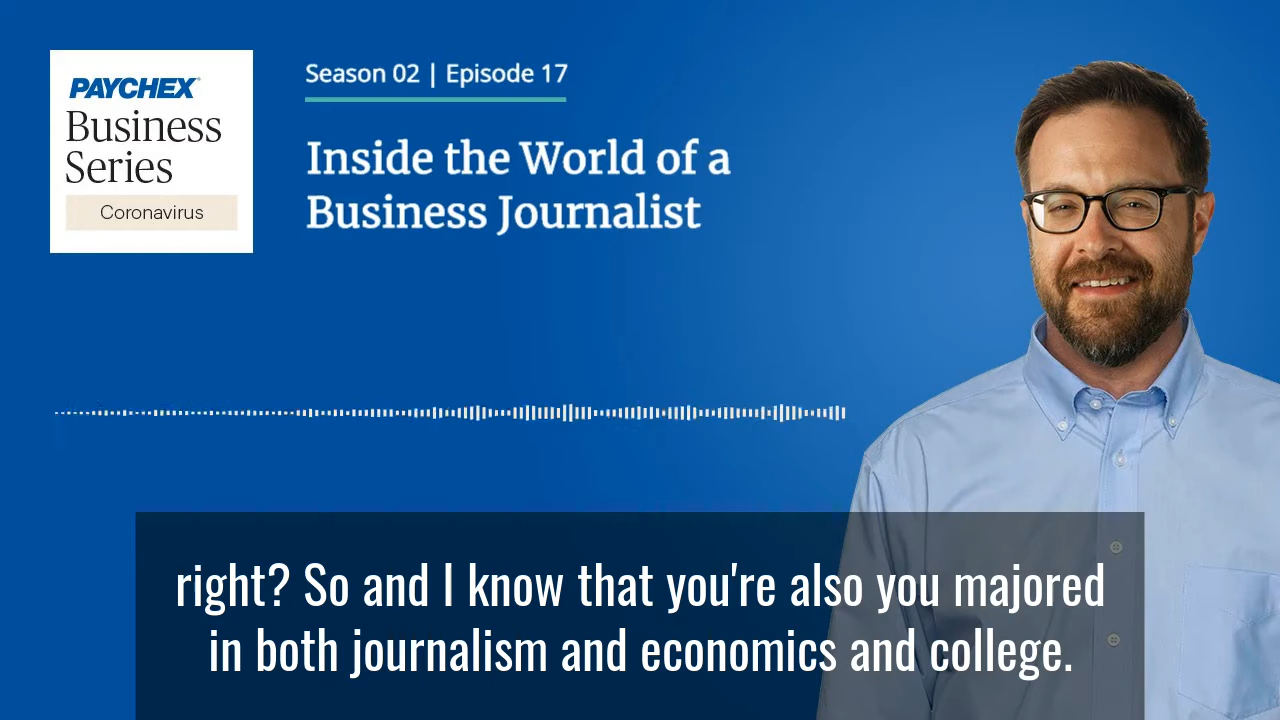 PAYCHEX®
Business
Series
Coronavirus
Season 02 | Episode 17
Inside the World of a
Business Journalist
right? So and I know that you're also you majored
in both journalism and economics and college.